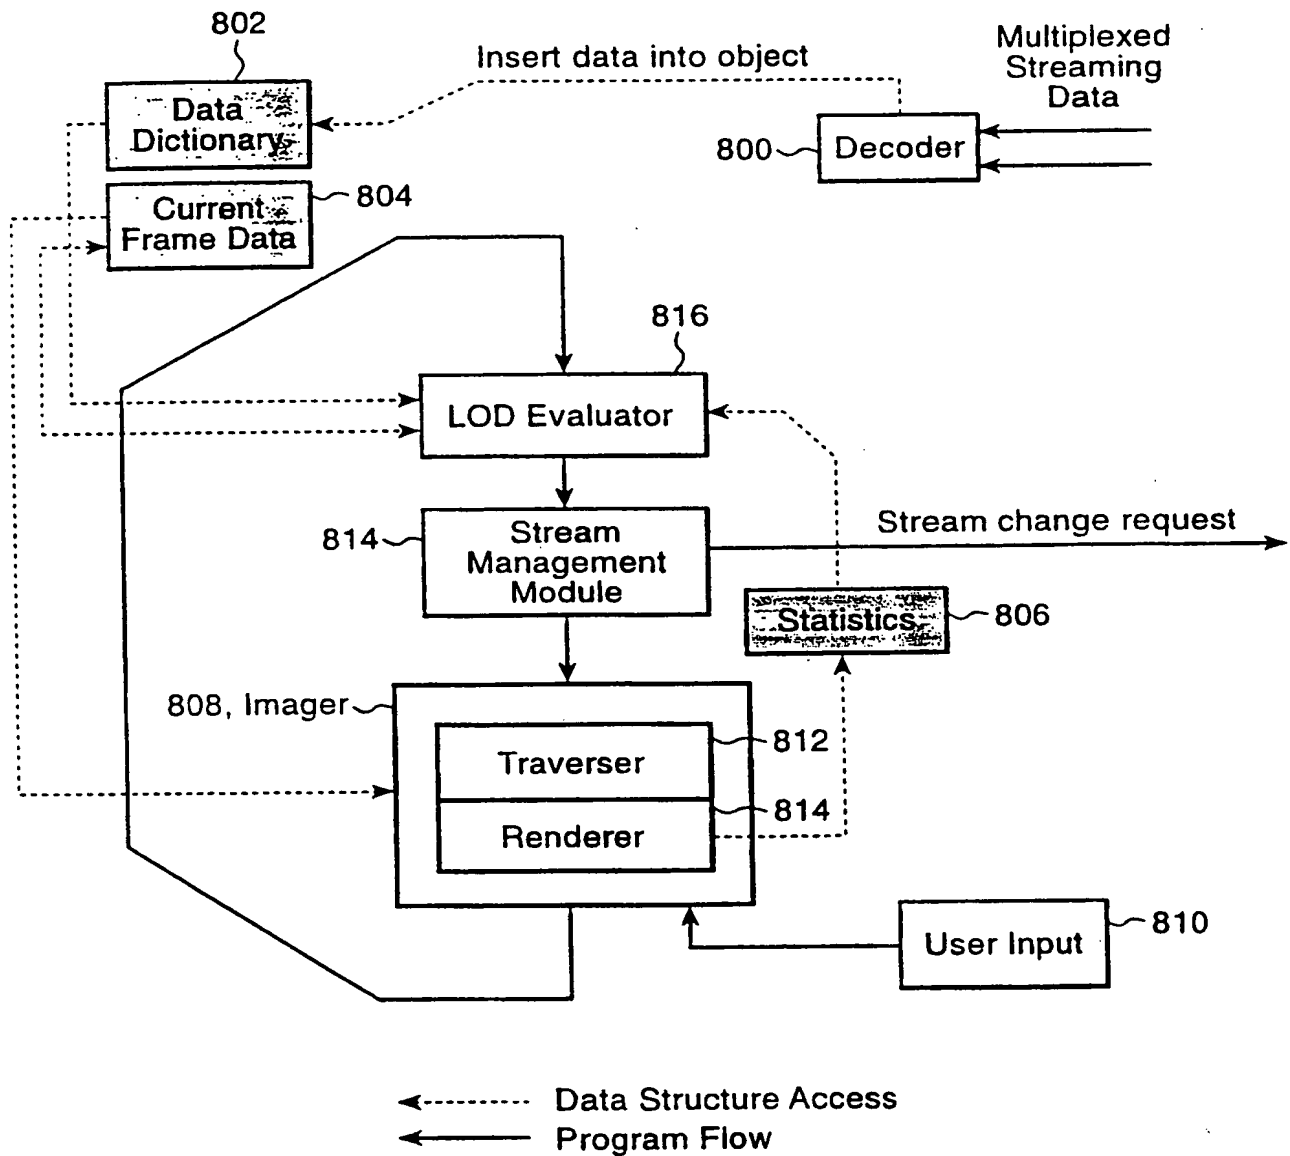 802
Insert data into object
Multiplexed
Streaming
Data
Data
Dictionary
800
Decoder
804
Current
Frame Data
816
LOD Evaluator
814
Stream
Management
Module
Stream change request
Statistics
806
808, Imager
812
Traverser
814
Renderer
User Input
810
Data Structure Access
Program Flow